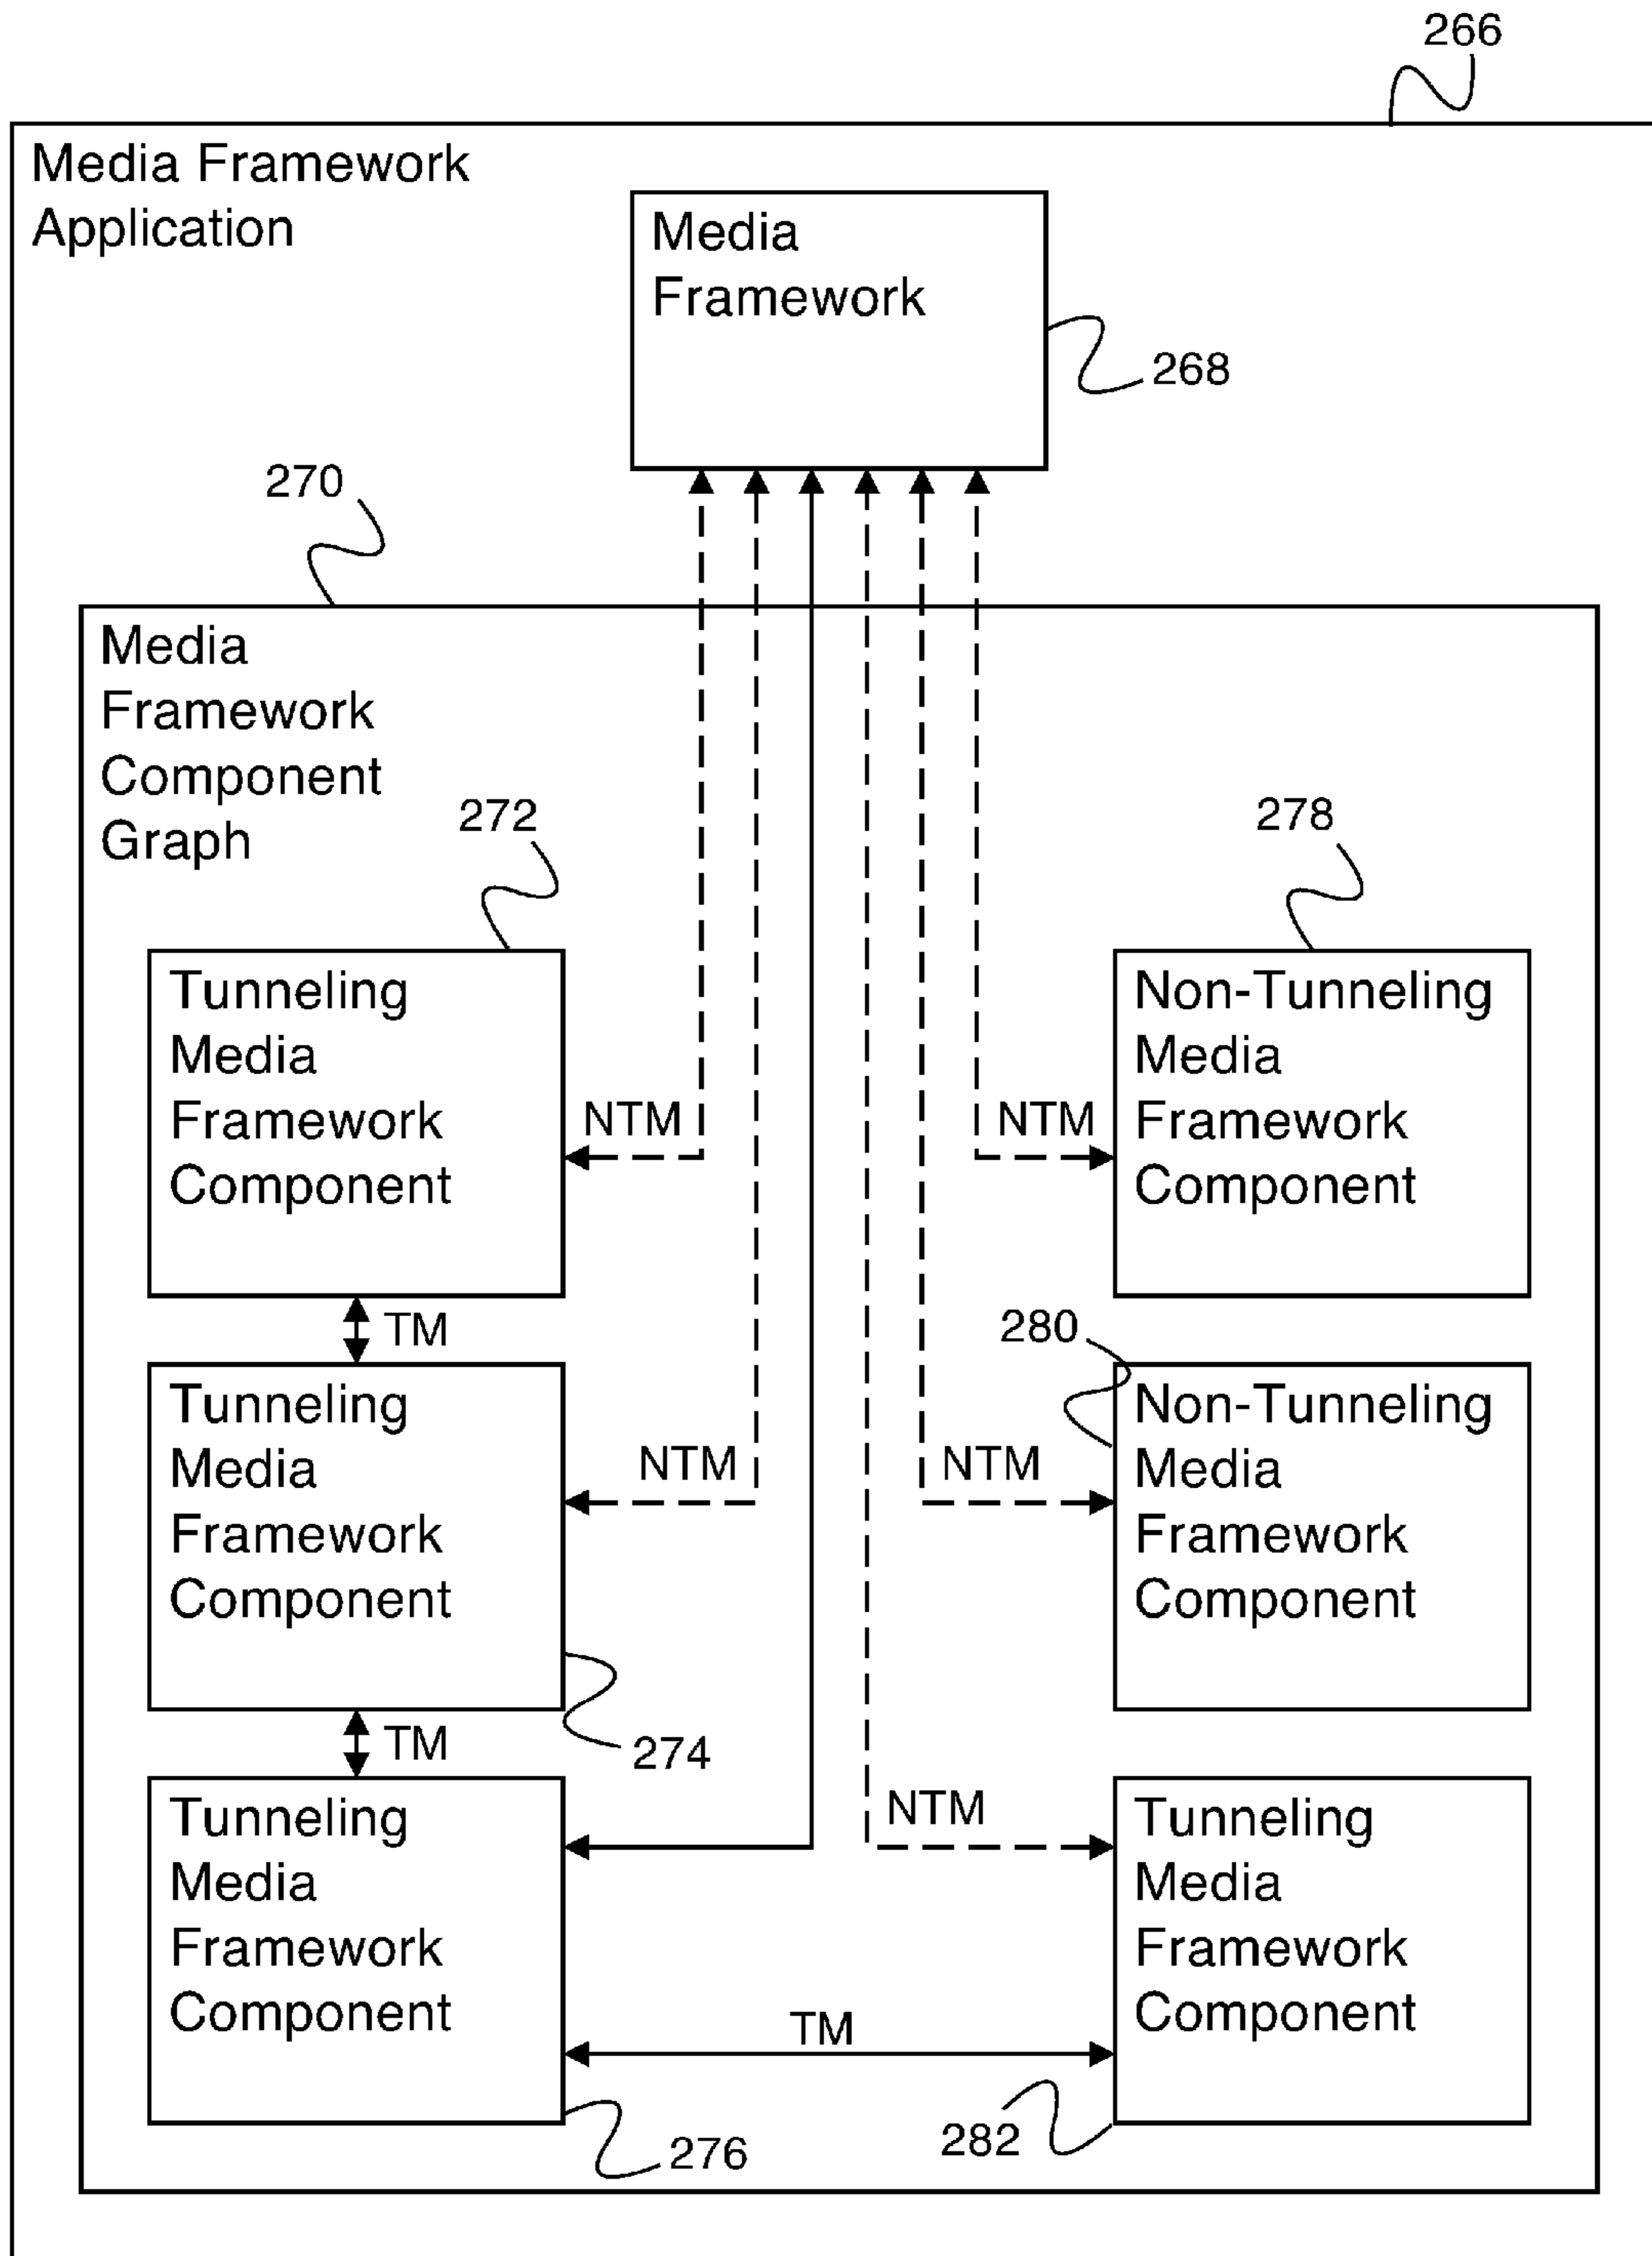 266
Media Framework
Application
Media
Framework
268
270
Media
Framework
Component
Graph
272
278
Tunneling
Media
Framework
Component
NTM
NTM
Non-Tunneling
Media
Framework
Component
TM
280
Tunneling
Media
Framework
Component
NTM
NTM
Non-Tunneling
Media
Framework
Component
TM
274
Tunneling
Media
Framework
Component
NTM
Tunneling
Media
Framework
Component
TM
276
282